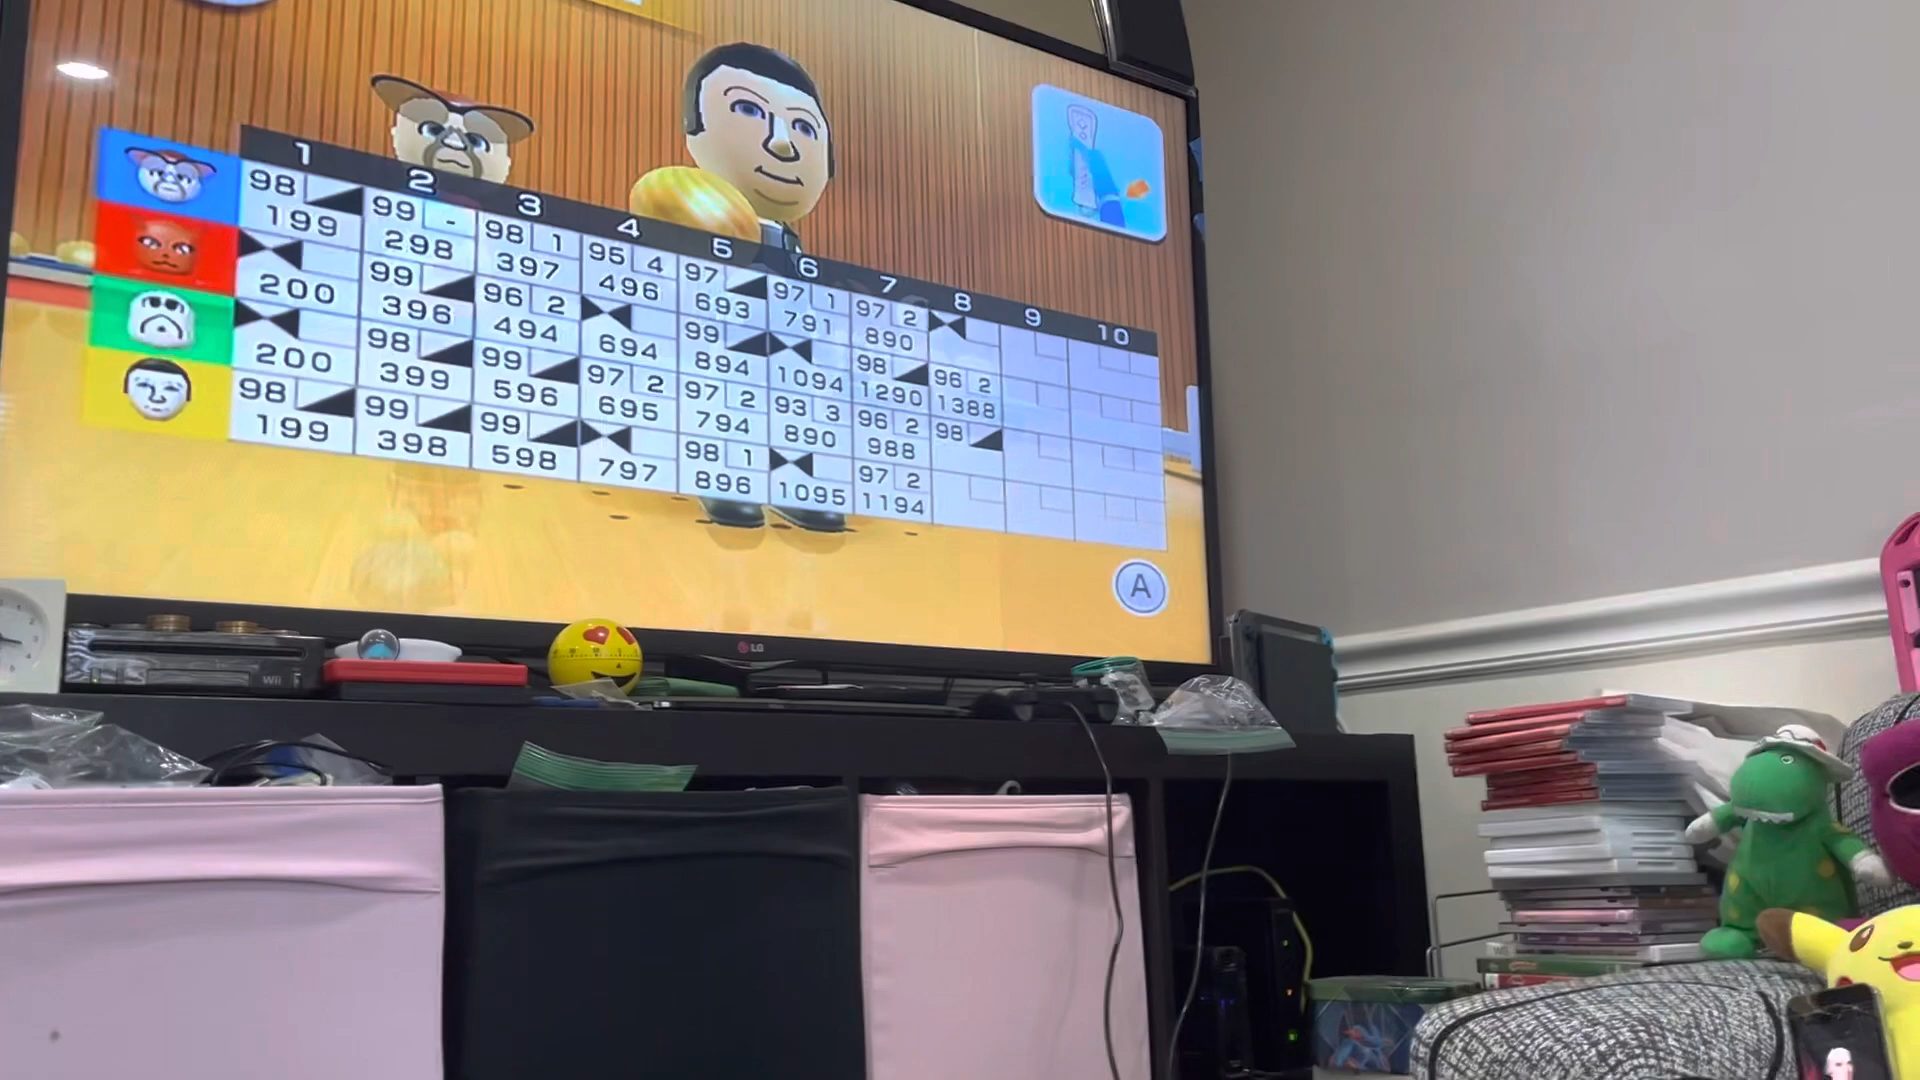 1 2 3 4 5 6 7 8 9 10
98 99 - 98 1 95 4 97 97 1 97 2
199 298 397 496 693 791 890
99 96 2 99 98 96 2
200 396 494 694 894 1094 1290 1388
98 99 97 2 97 2 93 3 96 2 98
200 399 596 695 794 890 988
98 99 99 98 1 97 2
199 398 598 797 896 1095 1194
A
LG
Wii